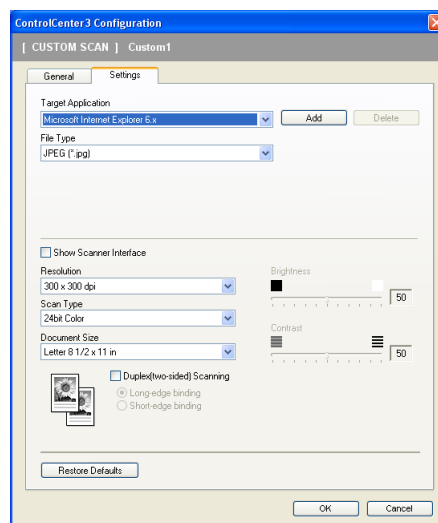 ControlCenter3 Configuration
[ CUSTOM SCAN ] Custom1
General Settings
Target Application
Microsoft Internet Explorer 6.x Add Delete
File Type
JPEG (*.jpg)
Show Scanner Interface
Resolution Brightness
300 x 300 dpi 50
Scan Type
24bit Color
Contrast
Document Size
Letter 8 1/2 x 11 in 50
Duplex(two-sided) Scanning
Long-edge binding
Short-edge binding
Restore Defaults
OK Cancel